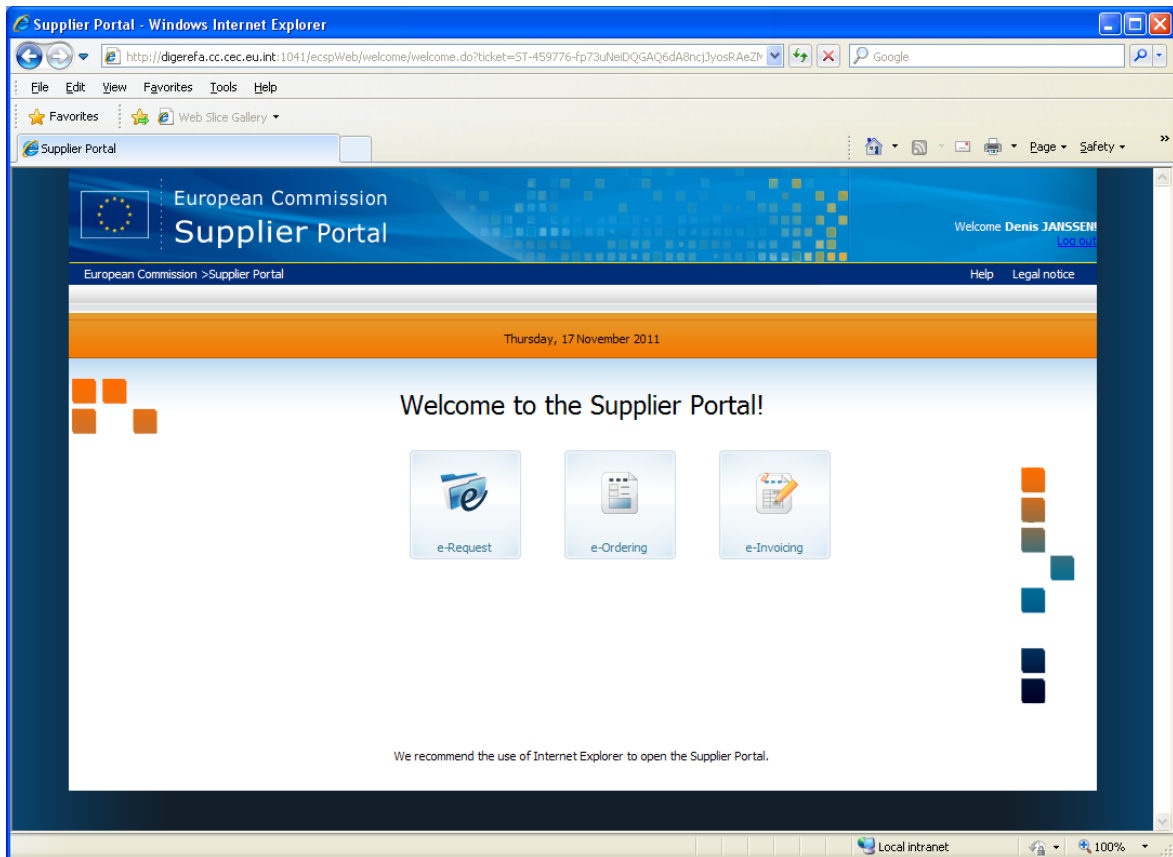 Supplier Portal - Windows Internet Explorer
http://digerefa.cc.cec.eu.int:1041/ecspWeb/welcome/welcome.do?ticket=ST-459776-fp73uNeiDQGAQ6dA8ncjJyosRAeZN
Google
File Edit View Favorites Tools Help
Favorites Web Slice Gallery
Supplier Portal
Page Safety »
European Commission
Supplier Portal
Welcome Denis JANSSEN!
Log out
European Commission >Supplier Portal Help Legal notice
Thursday, 17 November 2011
Welcome to the Supplier Portal!
e-Request e-Ordering e-Invoicing
We recommend the use of Internet Explorer to open the Supplier Portal.
Local intranet 100%